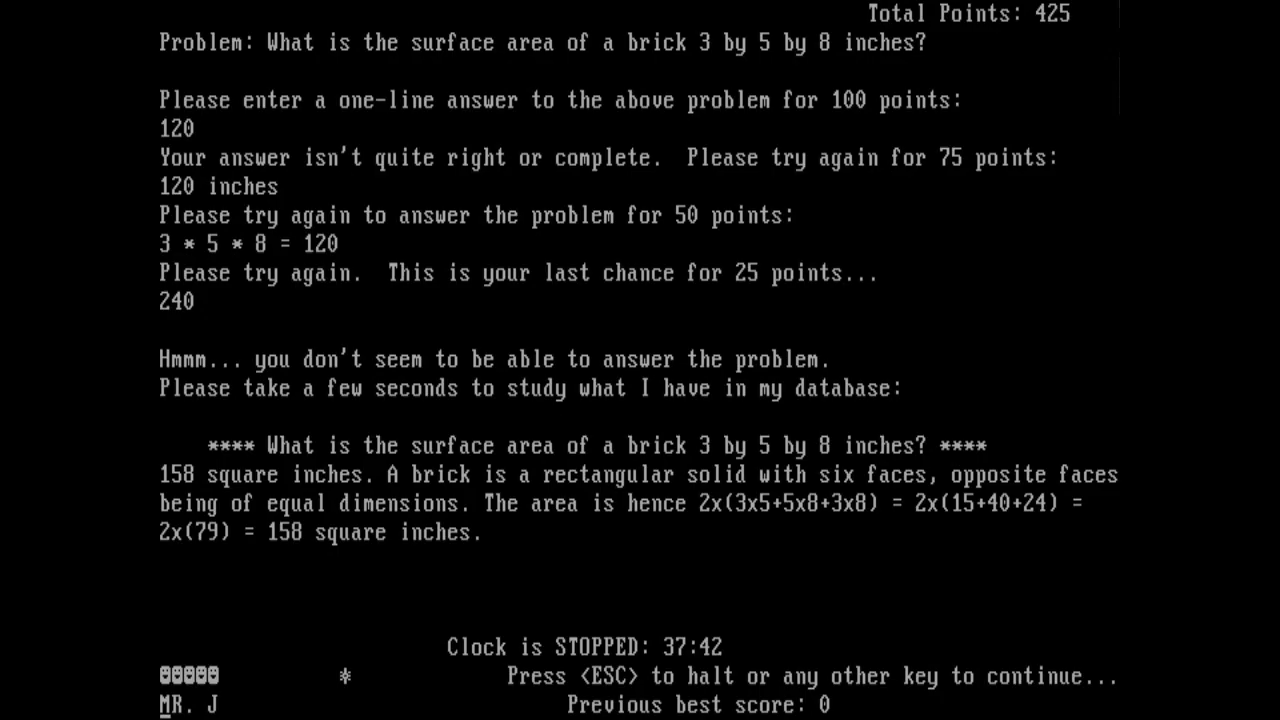 Total Points: 425
Problem: What is the surface area of a brick 3 by 5 by 8 inches?
Please enter a one-line answer to the above problem for 100 points:
120
Your answer isn't quite right or complete.  Please try again for 75 points:
120 inches
Please try again to answer the problem for 50 points:
3 * 5 * 8 = 120
Please try again.  This is your last chance for 25 points...
240
Hmmm... you don't seem to be able to answer the problem.
Please take a few seconds to study what I have in my database:
**** What is the surface area of a brick 3 by 5 by 8 inches? ****
158 square inches. A brick is a rectangular solid with six faces, opposite faces
being of equal dimensions. The area is hence 2x(3x5+5x8+3x8) = 2x(15+40+24) =
2x(79) = 158 square inches.
Clock is STOPPED: 37:42
☻☻☻☻☻ * Press <ESC> to halt or any other key to continue...
MR. J Previous best score: 0